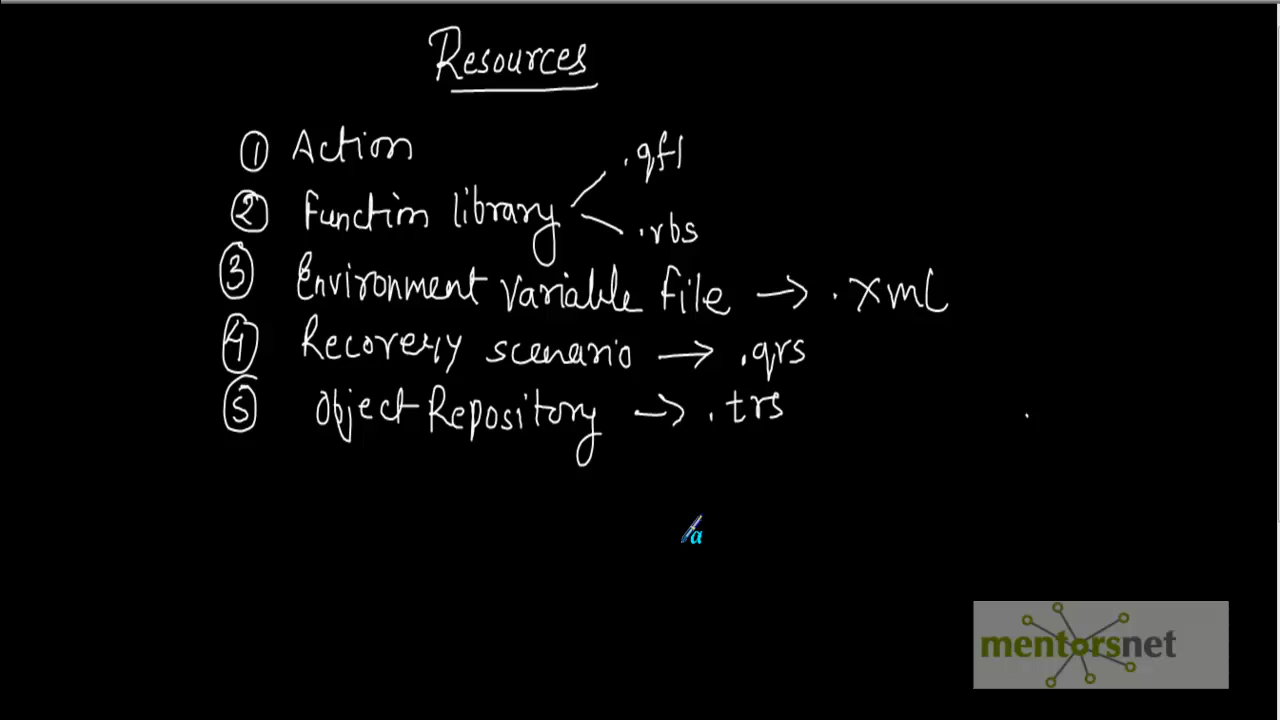 Resources
① Action
.qfl
② Function library
.vbs
③ Environment variable file → .xml
④ Recovery scenario → .qrs
⑤ Object Repository → .trs
a
mentorsnet